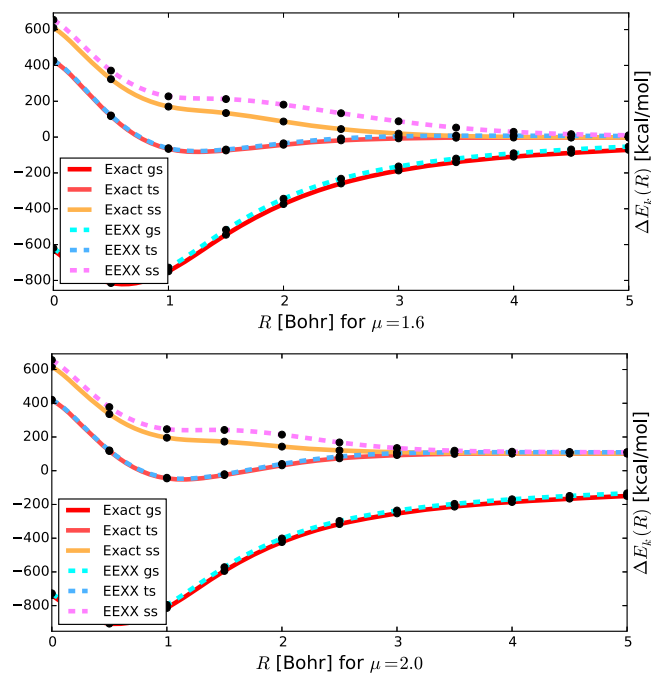 600
400
200
0
−200
−400
−600
−800
Exact gs
Exact ts
Exact ss
EEXX gs
EEXX ts
EEXX ss
0 1 2 3 4 5
R [Bohr] for μ=1.6
ΔE_k(R) [kcal/mol]
600
400
200
0
−200
−400
−600
−800
Exact gs
Exact ts
Exact ss
EEXX gs
EEXX ts
EEXX ss
0 1 2 3 4 5
R [Bohr] for μ=2.0
ΔE_k(R) [kcal/mol]